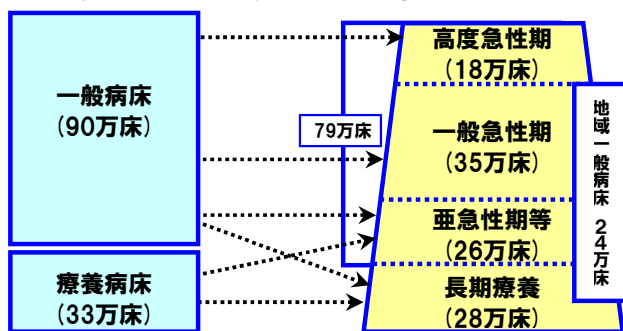 一般病床
(90万床)
療養病床
(33万床)
79万床
高度急性期
(18万床)
一般急性期
(35万床)
亜急性期等
(26万床)
長期療養
(28万床)
地域一般病床 24万床